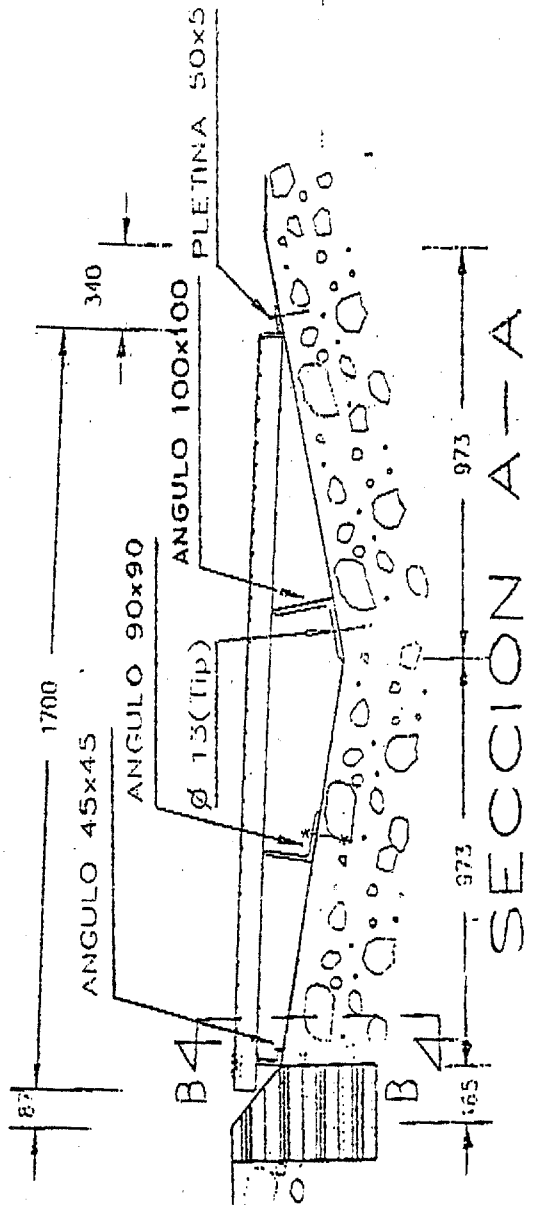 87
1700
340
ANGULO 45x45
ANGULO 90x90
Ø 13(Tip)
ANGULO 100x100
PLETINA 50x5
B
B
165
973
973
SECCION A-A